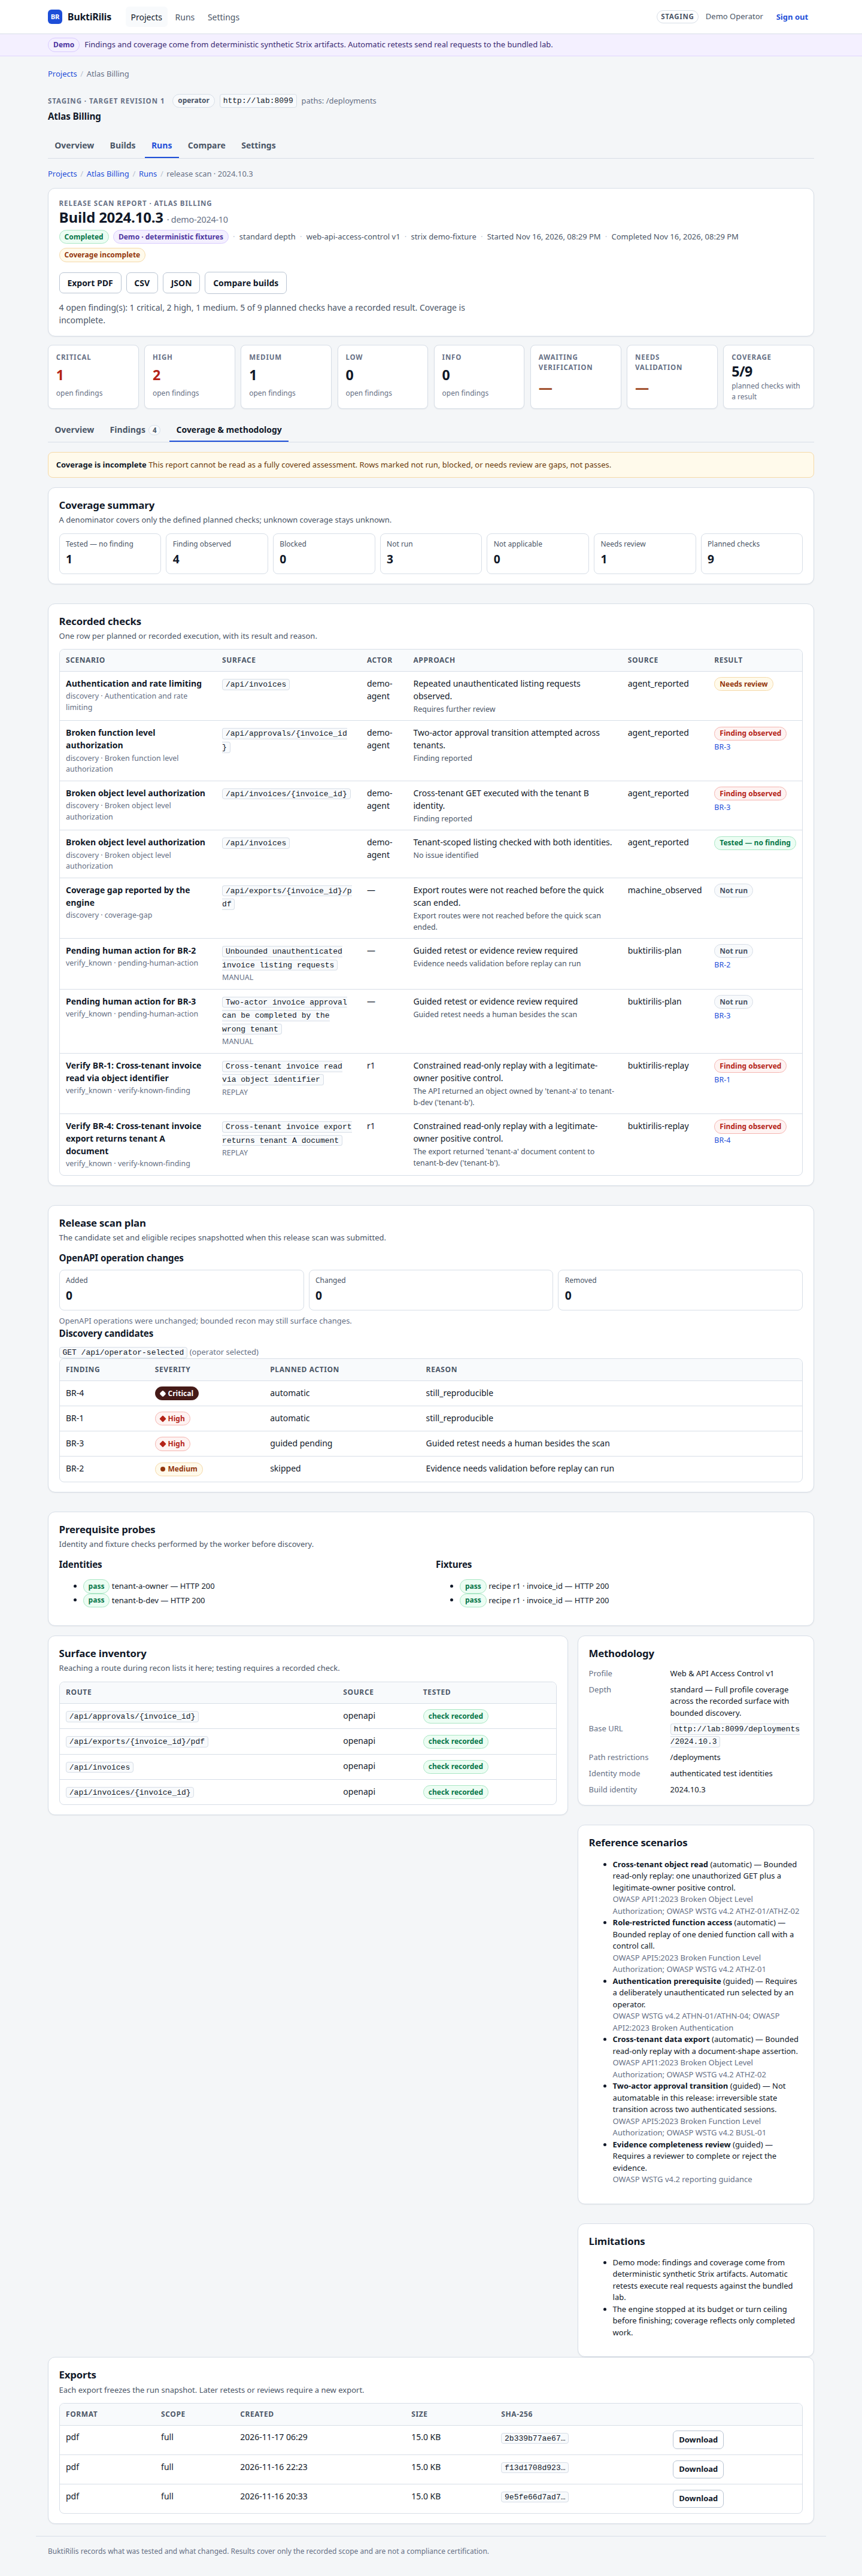 BR BuktiRilis Projects Runs Settings STAGING Demo Operator Sign out
Demo Findings and coverage come from deterministic synthetic Strix artifacts. Automatic retests send real requests to the bundled lab.
Projects / Atlas Billing
STAGING · TARGET REVISION 1 operator http://lab:8099 paths: /deployments
Atlas Billing
Overview Builds Runs Compare Settings
Projects / Atlas Billing / Runs / release scan · 2024.10.3
RELEASE SCAN REPORT · ATLAS BILLING
Build 2024.10.3 · demo-2024-10
Completed Demo · deterministic fixtures · standard depth · web-api-access-control v1 · strix demo-fixture · Started Nov 16, 2026, 08:29 PM · Completed Nov 16, 2026, 08:29 PM
Coverage incomplete
Export PDF CSV JSON Compare builds
4 open finding(s): 1 critical, 2 high, 1 medium. 5 of 9 planned checks have a recorded result. Coverage is
incomplete.
CRITICAL
1
open findings
HIGH
2
open findings
MEDIUM
1
open findings
LOW
0
open findings
INFO
0
open findings
AWAITING
VERIFICATION
—
NEEDS
VALIDATION
—
COVERAGE
5/9
planned checks with
a result
Overview Findings 4 Coverage & methodology
Coverage is incomplete This report cannot be read as a fully covered assessment. Rows marked not run, blocked, or needs review are gaps, not passes.
Coverage summary
A denominator covers only the defined planned checks; unknown coverage stays unknown.
Tested — no finding
1
Finding observed
4
Blocked
0
Not run
3
Not applicable
0
Needs review
1
Planned checks
9
Recorded checks
One row per planned or recorded execution, with its result and reason.
SCENARIO SURFACE ACTOR APPROACH SOURCE RESULT
Authentication and rate limiting
discovery · Authentication and rate
limiting
/api/invoices
demo-
agent
Repeated unauthenticated listing requests
observed.
Requires further review
agent_reported
Needs review
Broken function level
authorization
discovery · Broken function level
authorization
/api/approvals/{invoice_id
}
demo-
agent
Two-actor approval transition attempted across
tenants.
Finding reported
agent_reported
Finding observed
BR-3
Broken object level authorization
discovery · Broken object level
authorization
/api/invoices/{invoice_id}
demo-
agent
Cross-tenant GET executed with the tenant B
identity.
Finding reported
agent_reported
Finding observed
BR-3
Broken object level authorization
discovery · Broken object level
authorization
/api/invoices
demo-
agent
Tenant-scoped listing checked with both identities.
No issue identified
agent_reported
Tested — no finding
Coverage gap reported by the
engine
discovery · coverage-gap
/api/exports/{invoice_id}/p
df
—
Export routes were not reached before the quick
scan ended.
Export routes were not reached before the quick scan
ended.
machine_observed
Not run
Pending human action for BR-2
verify_known · pending-human-action
Unbounded unauthenticated
invoice listing requests
MANUAL
—
Guided retest or evidence review required
Evidence needs validation before replay can run
buktirilis-plan
Not run
BR-2
Pending human action for BR-3
verify_known · pending-human-action
Two-actor invoice approval
can be completed by the
wrong tenant
MANUAL
—
Guided retest or evidence review required
Guided retest needs a human besides the scan
buktirilis-plan
Not run
BR-3
Verify BR-1: Cross-tenant invoice
read via object identifier
verify_known · verify-known-finding
Cross-tenant invoice read
via object identifier
REPLAY
r1
Constrained read-only replay with a legitimate-
owner positive control.
The API returned an object owned by 'tenant-a' to tenant-
b-dev ('tenant-b').
buktirilis-replay
Finding observed
BR-1
Verify BR-4: Cross-tenant invoice
export returns tenant A
document
verify_known · verify-known-finding
Cross-tenant invoice export
returns tenant A document
REPLAY
r1
Constrained read-only replay with a legitimate-
owner positive control.
The export returned 'tenant-a' document content to
tenant-b-dev ('tenant-b').
buktirilis-replay
Finding observed
BR-4
Release scan plan
The candidate set and eligible recipes snapshotted when this release scan was submitted.
OpenAPI operation changes
Added
0
Changed
0
Removed
0
OpenAPI operations were unchanged; bounded recon may still surface changes.
Discovery candidates
GET /api/operator-selected (operator selected)
FINDING SEVERITY PLANNED ACTION REASON
BR-4 Critical automatic still_reproducible
BR-1 High automatic still_reproducible
BR-3 High guided pending Guided retest needs a human besides the scan
BR-2 Medium skipped Evidence needs validation before replay can run
Prerequisite probes
Identity and fixture checks performed by the worker before discovery.
Identities
pass tenant-a-owner — HTTP 200
pass tenant-b-dev — HTTP 200
Fixtures
pass recipe r1 · invoice_id — HTTP 200
pass recipe r1 · invoice_id — HTTP 200
Surface inventory
Reaching a route during recon lists it here; testing requires a recorded check.
ROUTE SOURCE TESTED
/api/approvals/{invoice_id} openapi check recorded
/api/exports/{invoice_id}/pdf openapi check recorded
/api/invoices openapi check recorded
/api/invoices/{invoice_id} openapi check recorded
Methodology
Profile Web & API Access Control v1
Depth standard — Full profile coverage
across the recorded surface with
bounded discovery.
Base URL http://lab:8099/deployments
/2024.10.3
Path restrictions /deployments
Identity mode authenticated test identities
Build identity 2024.10.3
Reference scenarios
Cross-tenant object read (automatic) — Bounded
read-only replay: one unauthorized GET plus a
legitimate-owner positive control.
OWASP API1:2023 Broken Object Level
Authorization; OWASP WSTG v4.2 ATHZ-01/ATHZ-02
Role-restricted function access (automatic) —
Bounded replay of one denied function call with a
control call.
OWASP API5:2023 Broken Function Level
Authorization; OWASP WSTG v4.2 ATHZ-01
Authentication prerequisite (guided) — Requires
a deliberately unauthenticated run selected by an
operator.
OWASP WSTG v4.2 ATHN-01/ATHN-04; OWASP
API2:2023 Broken Authentication
Cross-tenant data export (automatic) — Bounded
read-only replay with a document-shape assertion.
OWASP API1:2023 Broken Object Level
Authorization; OWASP WSTG v4.2 ATHZ-02
Two-actor approval transition (guided) — Not
automatable in this release: irreversible state
transition across two authenticated sessions.
OWASP API5:2023 Broken Function Level
Authorization; OWASP WSTG v4.2 BUSL-01
Evidence completeness review (guided) —
Requires a reviewer to complete or reject the
evidence.
OWASP WSTG v4.2 reporting guidance
Limitations
Demo mode: findings and coverage come from
deterministic synthetic Strix artifacts. Automatic
retests execute real requests against the bundled
lab.
The engine stopped at its budget or turn ceiling
before finishing; coverage reflects only completed
work.
Exports
Each export freezes the run snapshot. Later retests or reviews require a new export.
FORMAT SCOPE CREATED SIZE SHA-256
pdf full 2026-11-17 06:29 15.0 KB 2b339b77ae67… Download
pdf full 2026-11-16 22:23 15.0 KB f13d1708d923… Download
pdf full 2026-11-16 20:33 15.0 KB 9e5fe66d7ad7… Download
BuktiRilis records what was tested and what changed. Results cover only the recorded scope and are not a compliance certification.